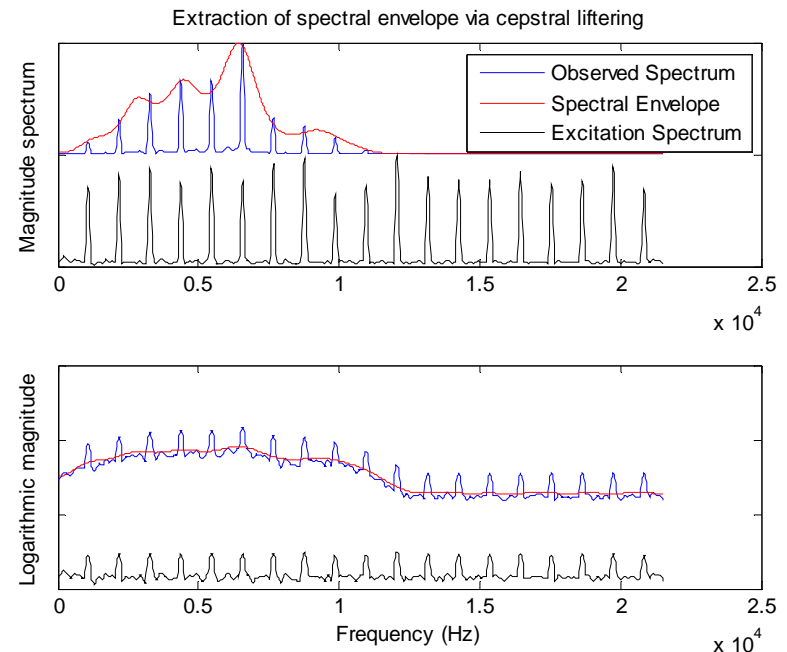 Extraction of spectral envelope via cepstral liftering
Magnitude spectrum
Observed Spectrum
Spectral Envelope
Excitation Spectrum
0 0.5 1 1.5 2 2.5
x 10^4
Logarithmic magnitude
0 0.5 1 1.5 2 2.5
Frequency (Hz)
x 10^4